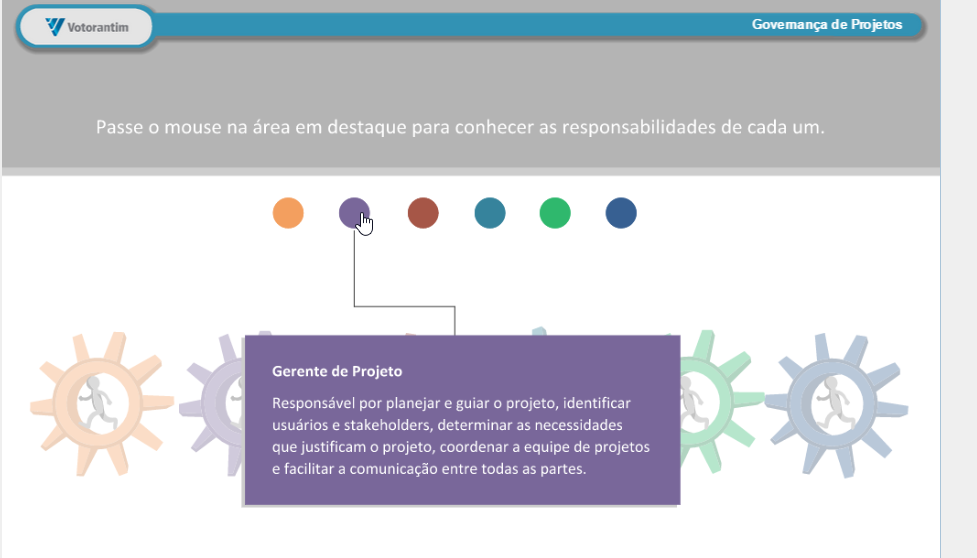 Votorantim
Governança de Projetos
Passe o mouse na área em destaque para conhecer as responsabilidades de cada um.
Gerente de Projeto
Responsável por planejar e guiar o projeto, identificar
usuários e stakeholders, determinar as necessidades
que justificam o projeto, coordenar a equipe de projetos
e facilitar a comunicação entre todas as partes.